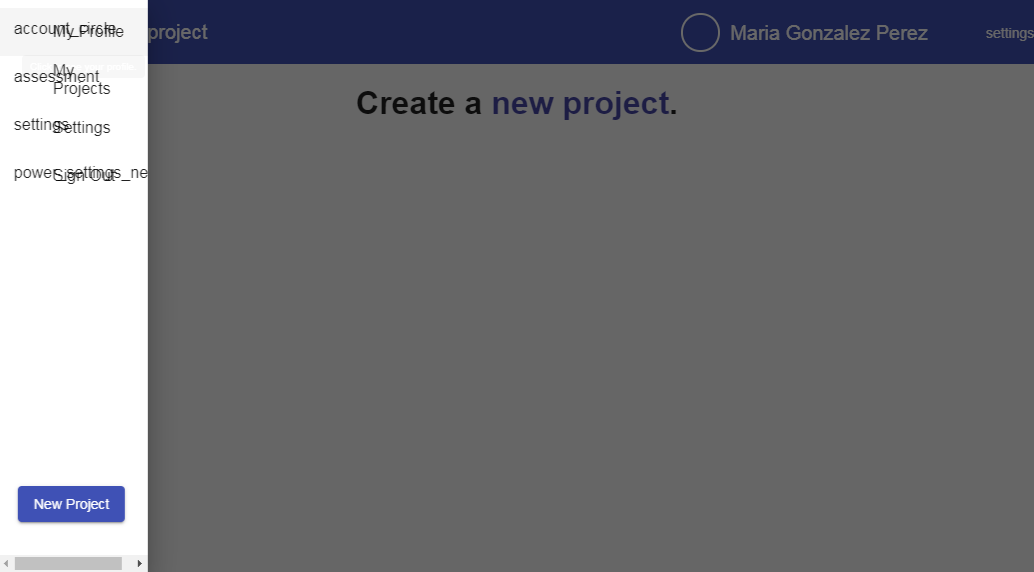 account_circle My Profile
project
Maria Gonzalez Perez
settings
assessment My
Projects
settings Settings
power_settings_ne Sign Out
Create a new project.
New Project